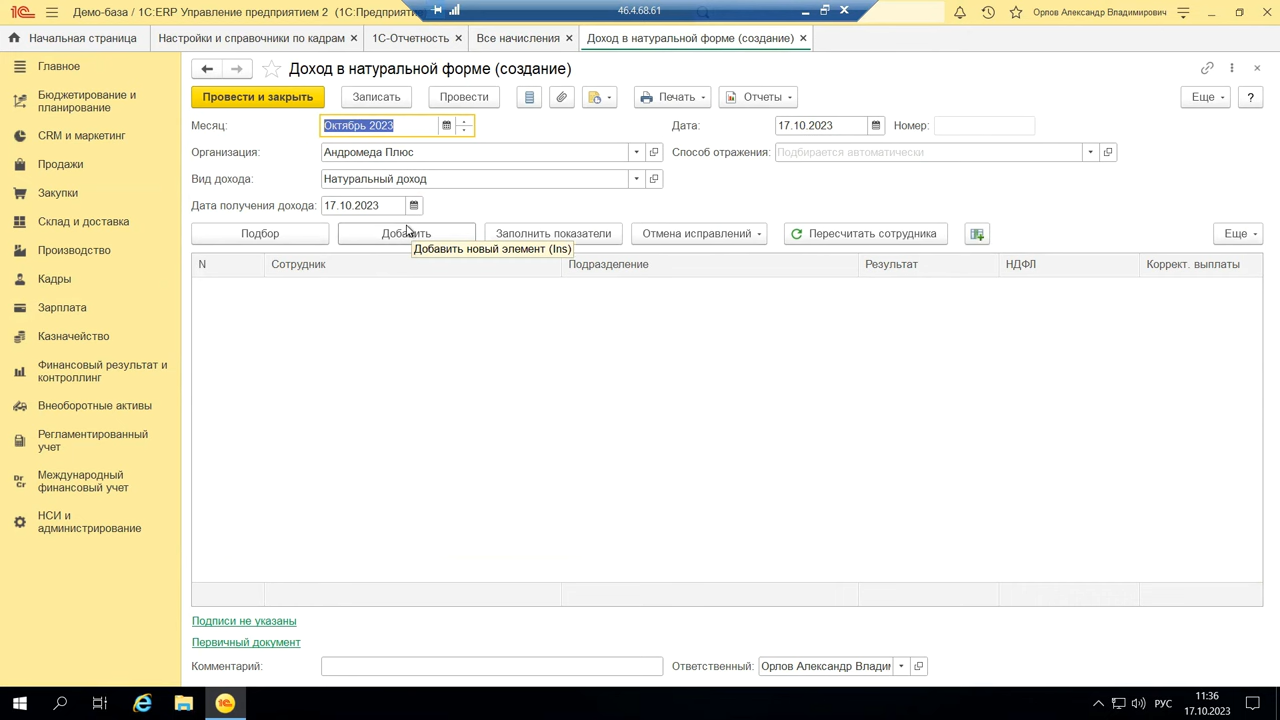 Демо-база / 1С:ERP Управление предприятием 2 (1С:Предприятие
46.4.68.61
Орлов Александр Владимирович
Начальная страница
Настройки и справочники по кадрам
1С-Отчетность
Все начисления
Доход в натуральной форме (создание)
Главное
Бюджетирование и
планирование
CRM и маркетинг
Продажи
Закупки
Склад и доставка
Производство
Кадры
Зарплата
Казначейство
Финансовый результат и
контроллинг
Внеоборотные активы
Регламентированный
учет
Международный
финансовый учет
НСИ и
администрирование
Доход в натуральной форме (создание)
Провести и закрыть
Записать
Провести
Печать
Отчеты
Еще
?
Месяц: Октябрь 2023
Дата: 17.10.2023
Номер:
Организация: Андромеда Плюс
Способ отражения: Подбирается автоматически
Вид дохода: Натуральный доход
Дата получения дохода: 17.10.2023
Подбор
Добавить
Заполнить показатели
Отмена исправлений
Пересчитать сотрудника
Еще
Добавить новый элемент (Ins)
N Сотрудник Подразделение Результат НДФЛ Коррект. выплаты
Подписи не указаны
Первичный документ
Комментарий:
Ответственный: Орлов Александр Владим
РУС
11:36
17.10.2023